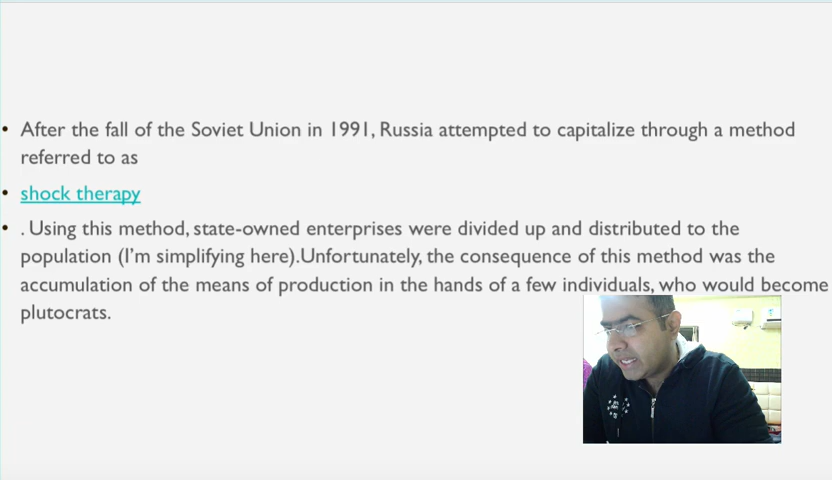 • After the fall of the Soviet Union in 1991, Russia attempted to capitalize through a method
referred to as
• shock therapy
• . Using this method, state-owned enterprises were divided up and distributed to the
population (I'm simplifying here).Unfortunately, the consequence of this method was the
accumulation of the means of production in the hands of a few individuals, who would become
plutocrats.